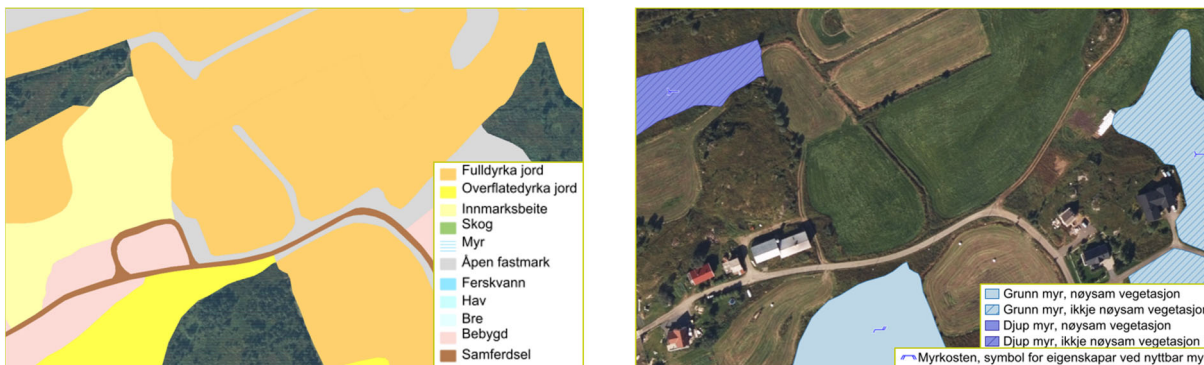 Fulldyrka jord
Overflatedyrka jord
Innmarksbeite
Skog
Myr
Åpen fastmark
Ferskvann
Hav
Bre
Bebygd
Samferdsel
Grunn myr, nøysam vegetasjon
Grunn myr, ikkje nøysam vegetasjon
Djup myr, nøysam vegetasjon
Djup myr, ikkje nøysam vegetasjon
Myrkosten, symbol for eigenskapar ved nyttbar my